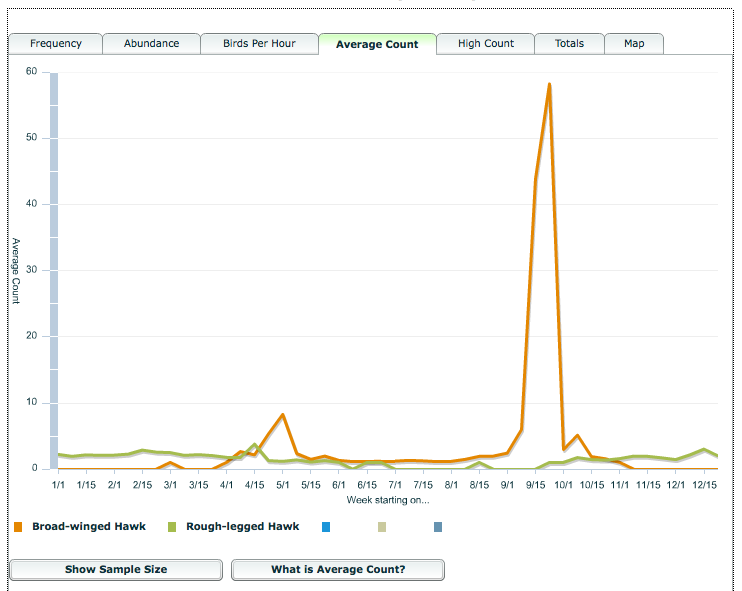 Frequency Abundance Birds Per Hour Average Count High Count Totals Map
60
50
40
30
20
10
0
Average Count
1/1 1/15 2/1 2/15 3/1 3/15 4/1 4/15 5/1 5/15 6/1 6/15 7/1 7/15 8/1 8/15 9/1 9/15 10/1 10/15 11/1 11/15 12/1 12/15
Week starting on...
Broad-winged Hawk Rough-legged Hawk
Show Sample Size What is Average Count?